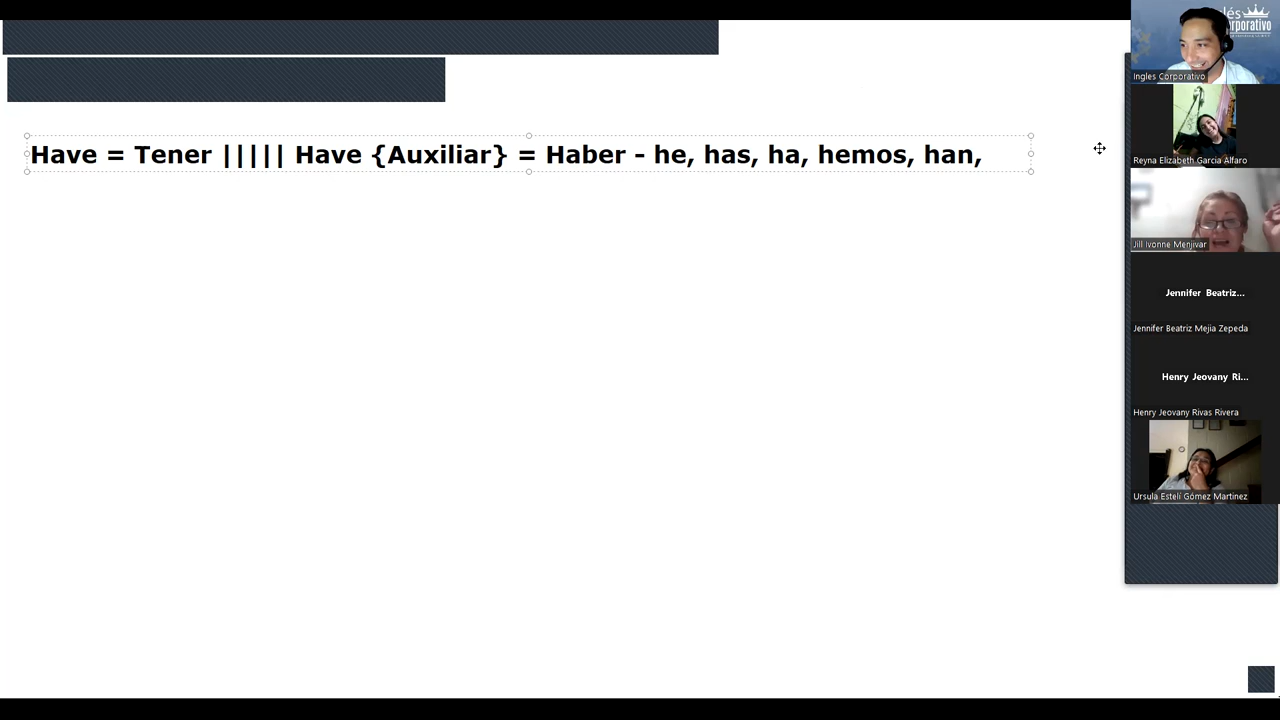 Have = Tener ||||| Have {Auxiliar} = Haber - he, has, ha, hemos, han,
Ingles Corporativo
Reyna Elizabeth Garcia Alfaro
Jill Ivonne Menjivar
Jennifer Beatriz...
Jennifer Beatriz Mejia Zepeda
Henry Jeovany Ri...
Henry Jeovany Rivas Rivera
Ursula Estelí Gómez Martinez